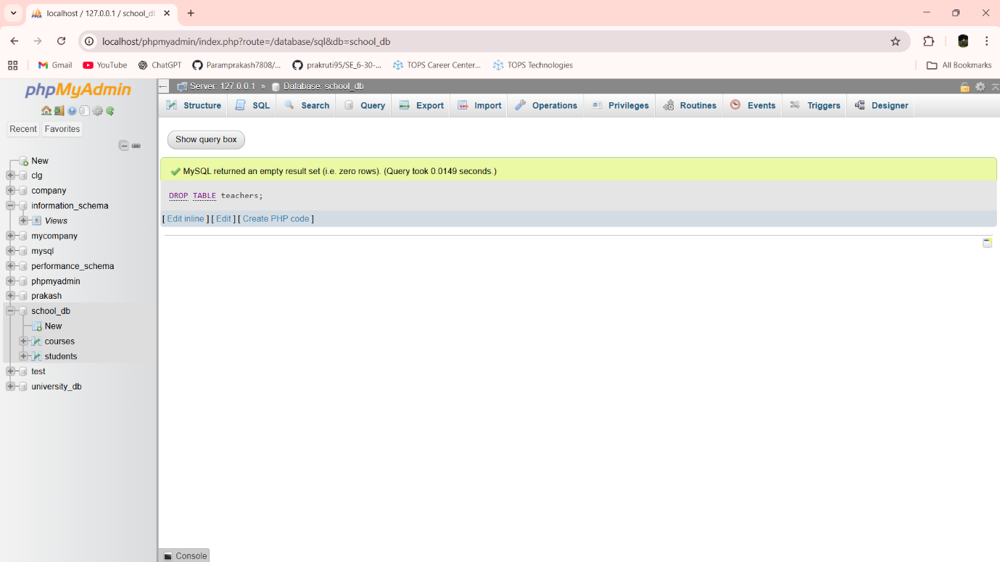 localhost / 127.0.0.1 / school_d
localhost/phpmyadmin/index.php?route=/database/sql&db=school_db
Gmail YouTube ChatGPT Paramprakash7808/... prakruti95/SE_6-30-... TOPS Career Center... TOPS Technologies All Bookmarks
phpMyAdmin
Recent Favorites
New
clg
company
information_schema
Views
mycompany
mysql
performance_schema
phpmyadmin
prakash
school_db
New
courses
students
test
university_db
Server: 127.0.0.1 » Database: school_db
Structure SQL Search Query Export Import Operations Privileges Routines Events Triggers Designer
Show query box
MySQL returned an empty result set (i.e. zero rows). (Query took 0.0149 seconds.)
DROP TABLE teachers;
[ Edit inline ] [ Edit ] [ Create PHP code ]
Console